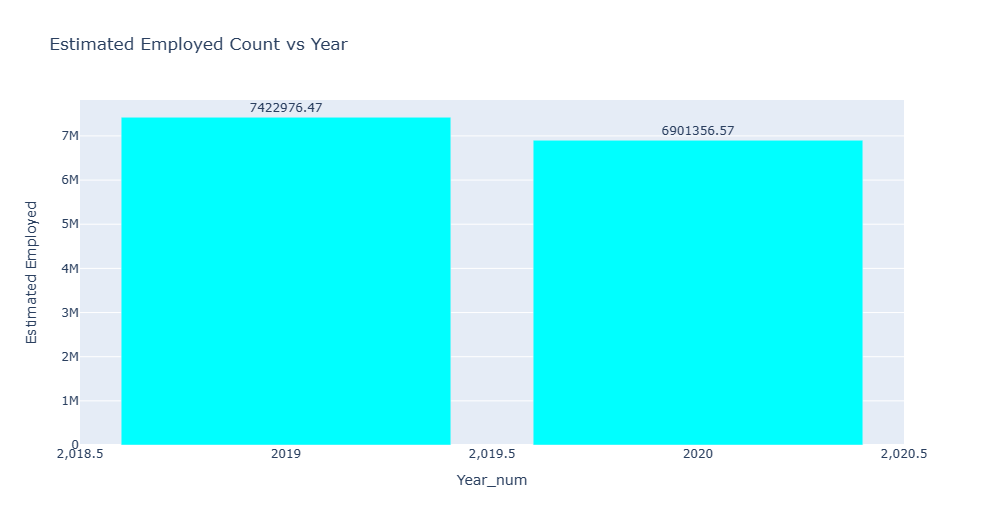 Estimated Employed Count vs Year
7422976.47
6901356.57
7M
6M
5M
4M
3M
2M
1M
0
Estimated Employed
2,018.5
2019
2,019.5
2020
2,020.5
Year_num